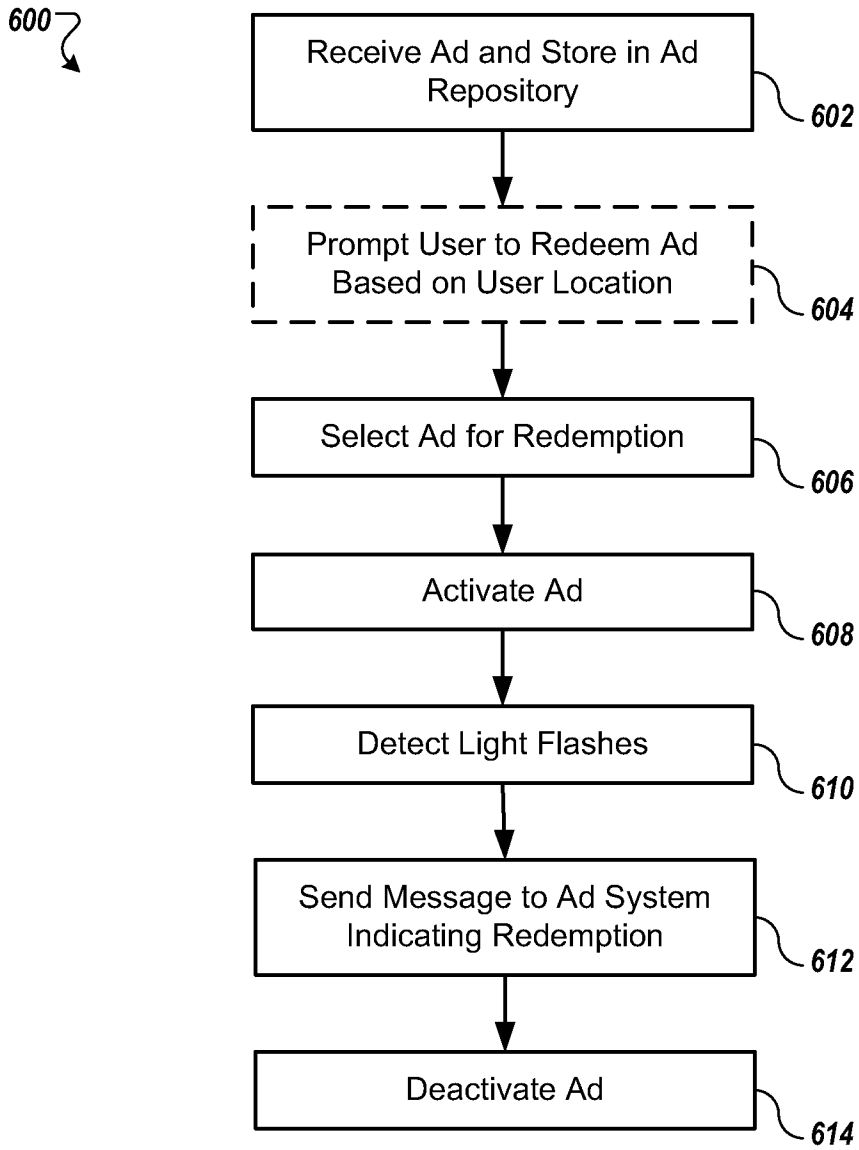 600
Receive Ad and Store in Ad
Repository
602
Prompt User to Redeem Ad
Based on User Location
604
Select Ad for Redemption
606
Activate Ad
608
Detect Light Flashes
610
Send Message to Ad System
Indicating Redemption
612
Deactivate Ad
614